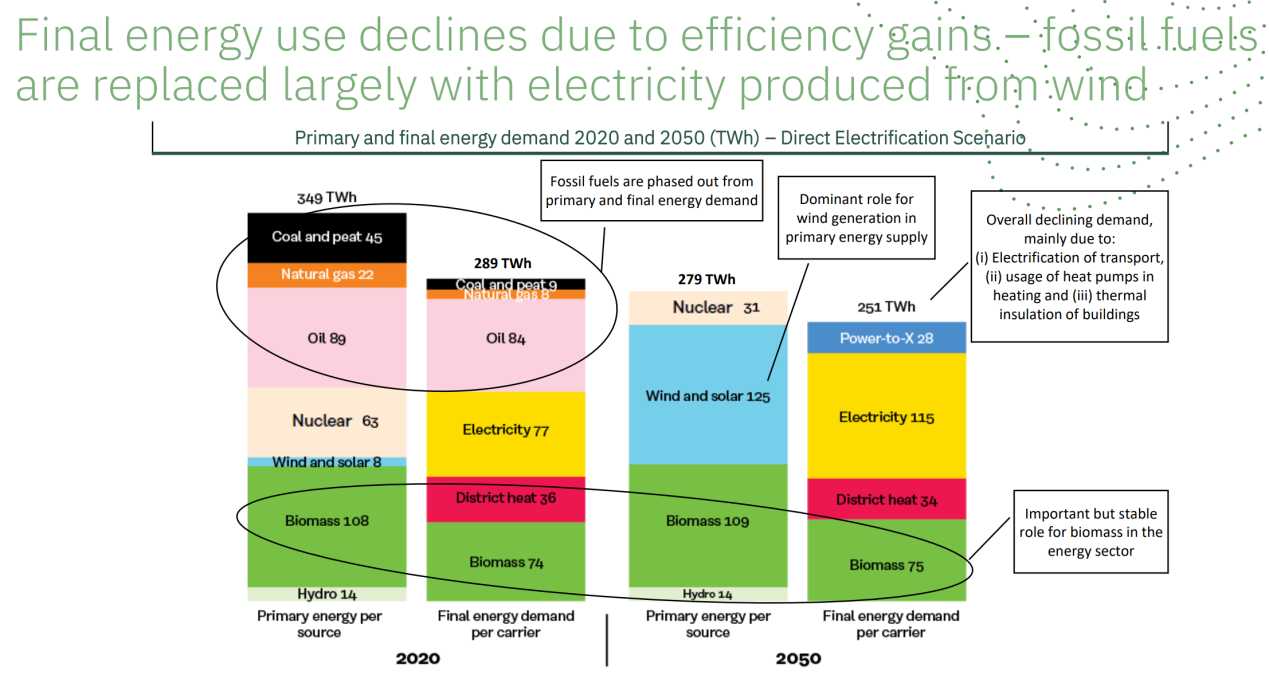 Final energy use declines due to efficiency gains – fossil fuels
are replaced largely with electricity produced from wind
Primary and final energy demand 2020 and 2050 (TWh) – Direct Electrification Scenario
Fossil fuels are phased out from
primary and final energy demand
Dominant role for
wind generation in
primary energy supply
Overall declining demand,
mainly due to:
(i) Electrification of transport,
(ii) usage of heat pumps in
heating and (iii) thermal
insulation of buildings
349 TWh
Coal and peat 45
Natural gas 22
Oil 89
Nuclear 63
Wind and solar 8
Biomass 108
Hydro 14
Primary energy per
source
289 TWh
Coal and peat 9
Natural gas 8
Oil 84
Electricity 77
District heat 36
Biomass 74
Final energy demand
per carrier
2020
279 TWh
Nuclear 31
Wind and solar 125
Biomass 109
Hydro 14
Primary energy per
source
251 TWh
Power-to-X 28
Electricity 115
District heat 34
Biomass 75
Final energy demand
per carrier
2050
Important but stable
role for biomass in the
energy sector